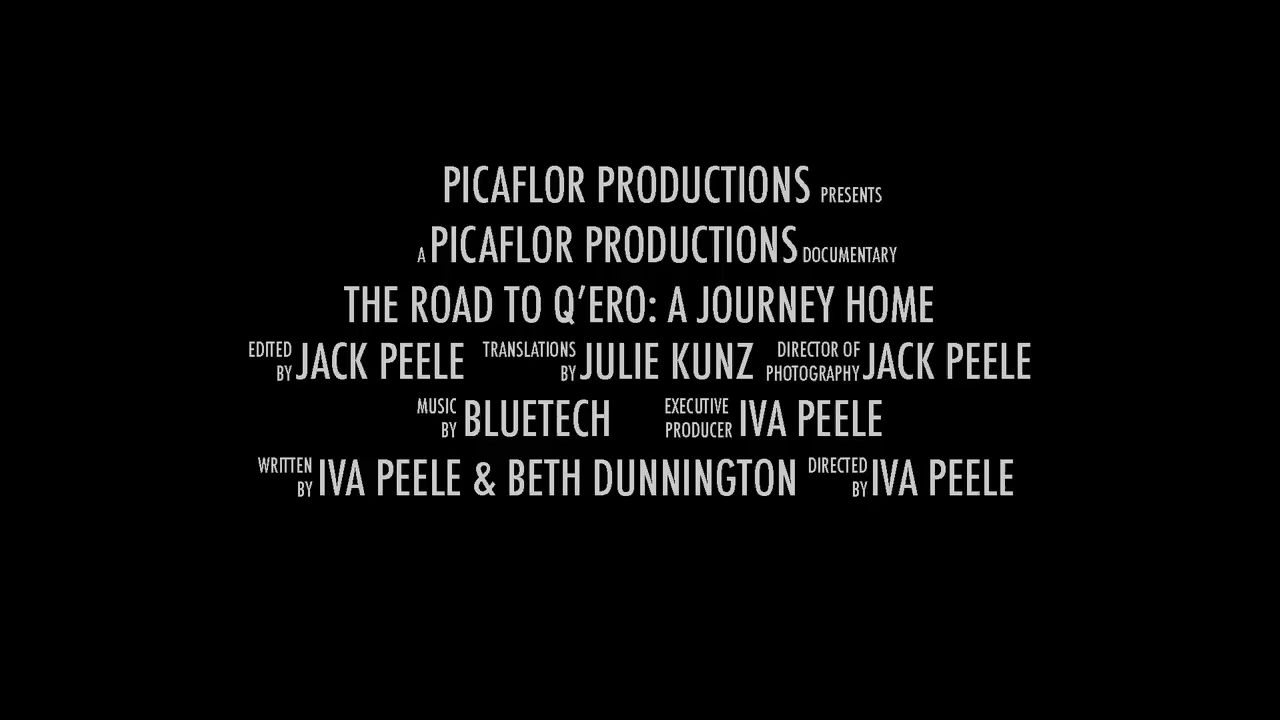 PICAFLOR PRODUCTIONS PRESENTS
A PICAFLOR PRODUCTIONS DOCUMENTARY
THE ROAD TO Q'ERO: A JOURNEY HOME
EDITED BY JACK PEELE TRANSLATIONS BY JULIE KUNZ DIRECTOR OF PHOTOGRAPHY JACK PEELE
MUSIC BY BLUETECH EXECUTIVE PRODUCER IVA PEELE
WRITTEN BY IVA PEELE & BETH DUNNINGTON DIRECTED BY IVA PEELE